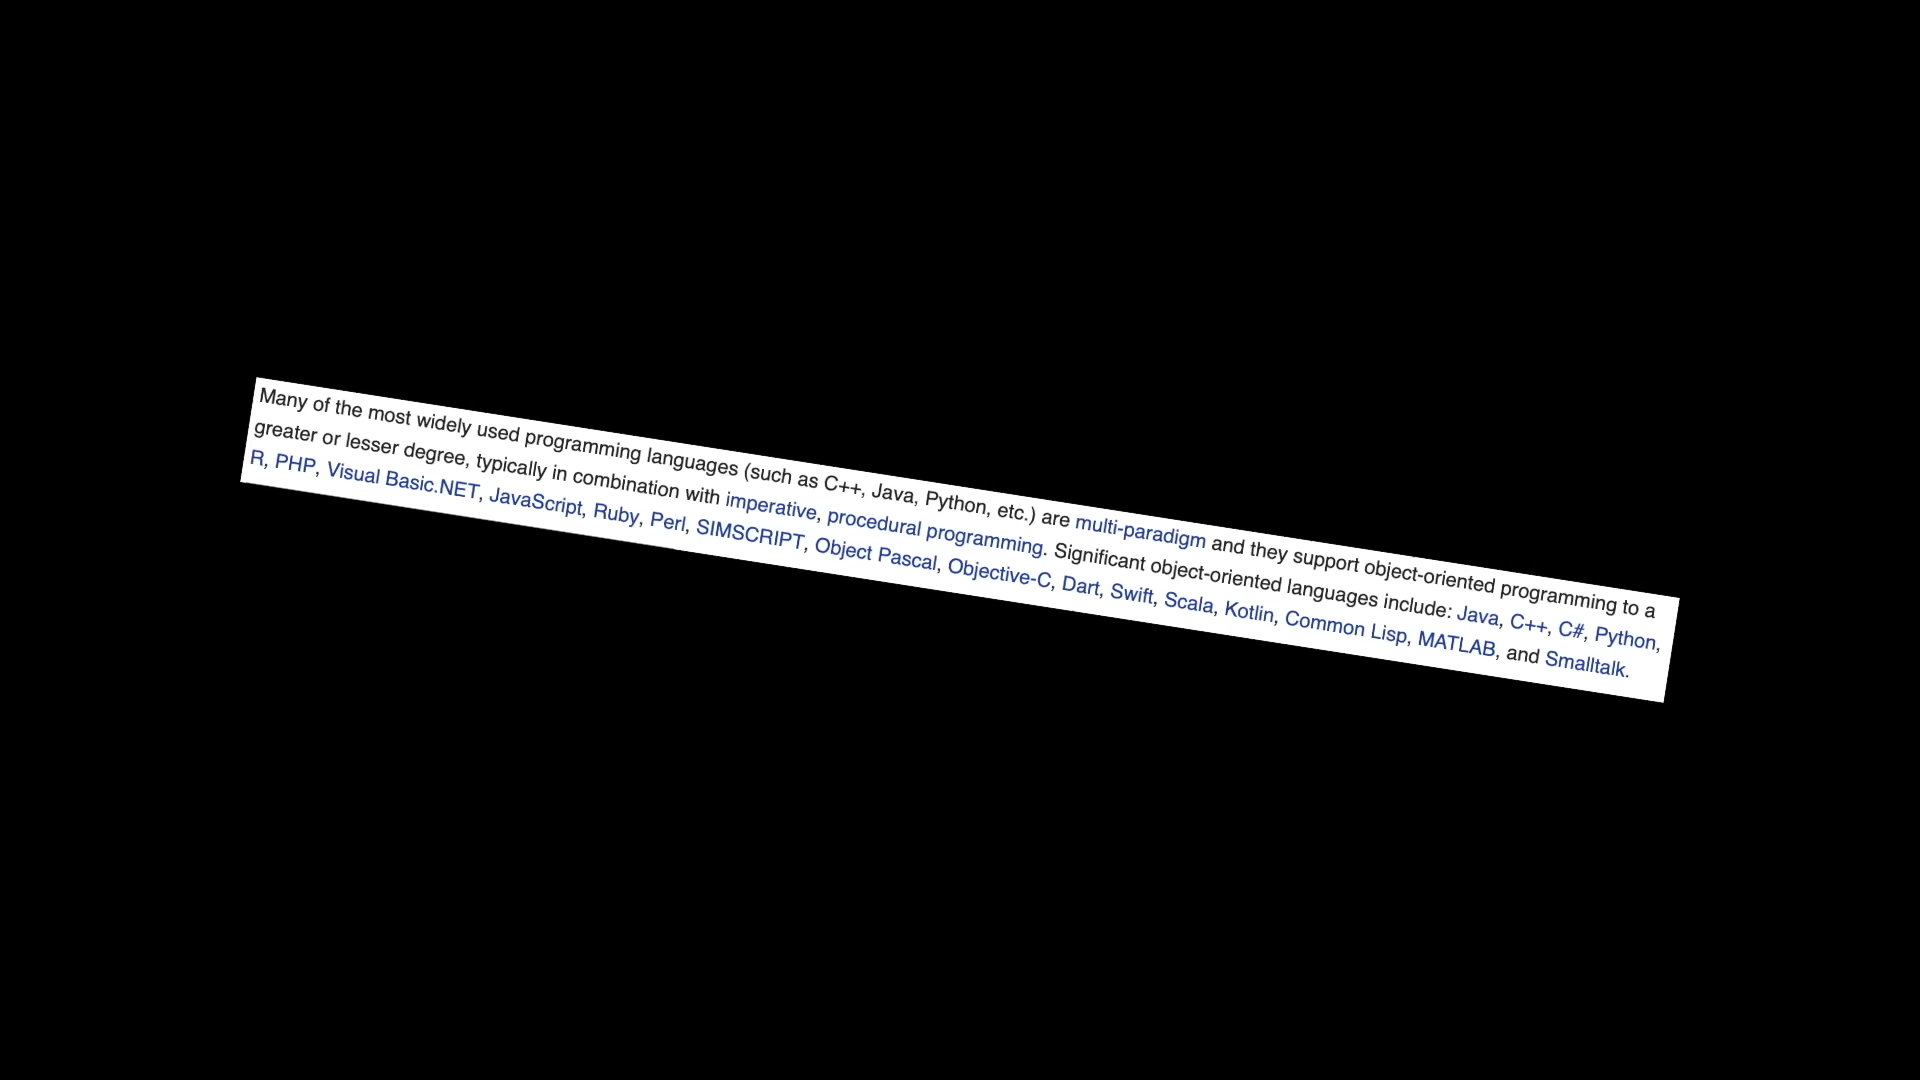 Many of the most widely used programming languages (such as C++, Java, Python, etc.) are multi-paradigm and they support object-oriented programming to a
greater or lesser degree, typically in combination with imperative, procedural programming. Significant object-oriented languages include: Java, C++, C#, Python,
R, PHP, Visual Basic.NET, JavaScript, Ruby, Perl, SIMSCRIPT, Object Pascal, Objective-C, Dart, Swift, Scala, Kotlin, Common Lisp, MATLAB, and Smalltalk.